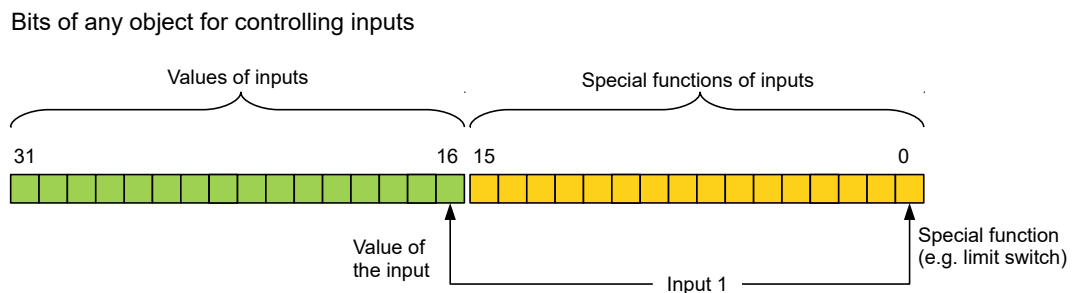 Bits of any object for controlling inputs
Values of inputs
Special functions of inputs
31
16
15
0
Value of
the input
Special function
(e.g. limit switch)
Input 1